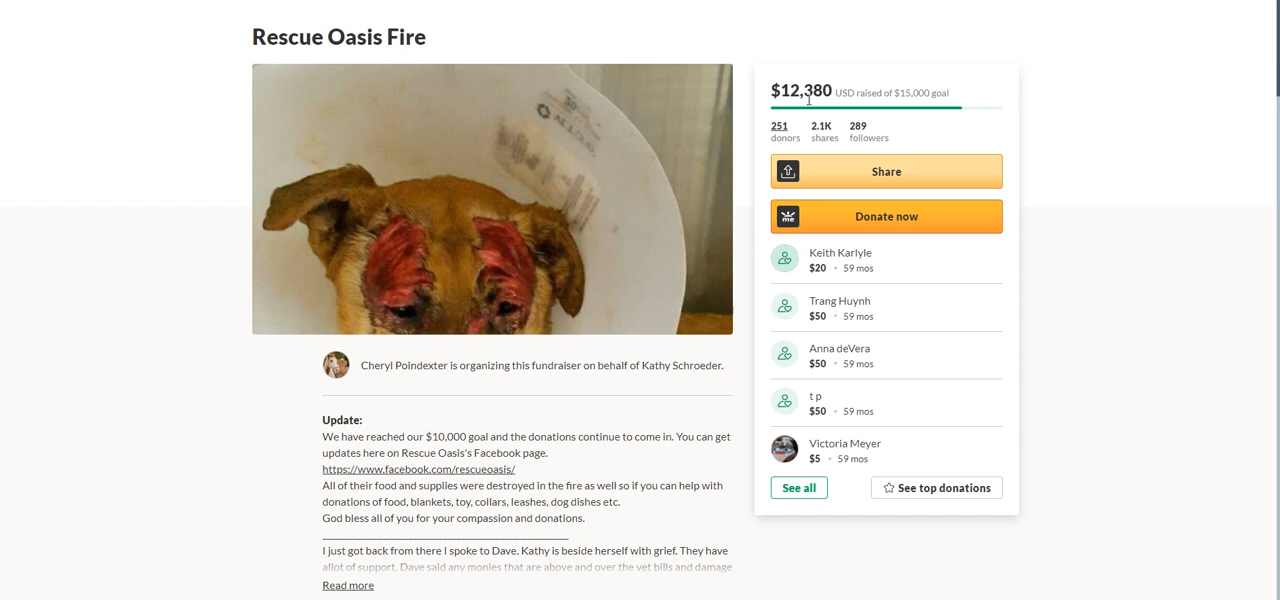 Rescue Oasis Fire
$12,380 USD raised of $15,000 goal
251 2.1K 289
donors shares followers
Share
me Donate now
Keith Karlyle
$20 • 59 mos
Trang Huynh
$50 • 59 mos
Anna deVera
$50 • 59 mos
t p
$50 • 59 mos
Victoria Meyer
$5 • 59 mos
See all See top donations
Cheryl Poindexter is organizing this fundraiser on behalf of Kathy Schroeder.
Update:
We have reached our $10,000 goal and the donations continue to come in. You can get
updates here on Rescue Oasis's Facebook page.
https://www.facebook.com/rescueoasis/
All of their food and supplies were destroyed in the fire as well so if you can help with
donations of food, blankets, toy, collars, leashes, dog dishes etc.
God bless all of you for your compassion and donations.
I just got back from there I spoke to Dave. Kathy is beside herself with grief. They have
allot of support. Dave said any monies that are above and over the vet bills and damage
Read more